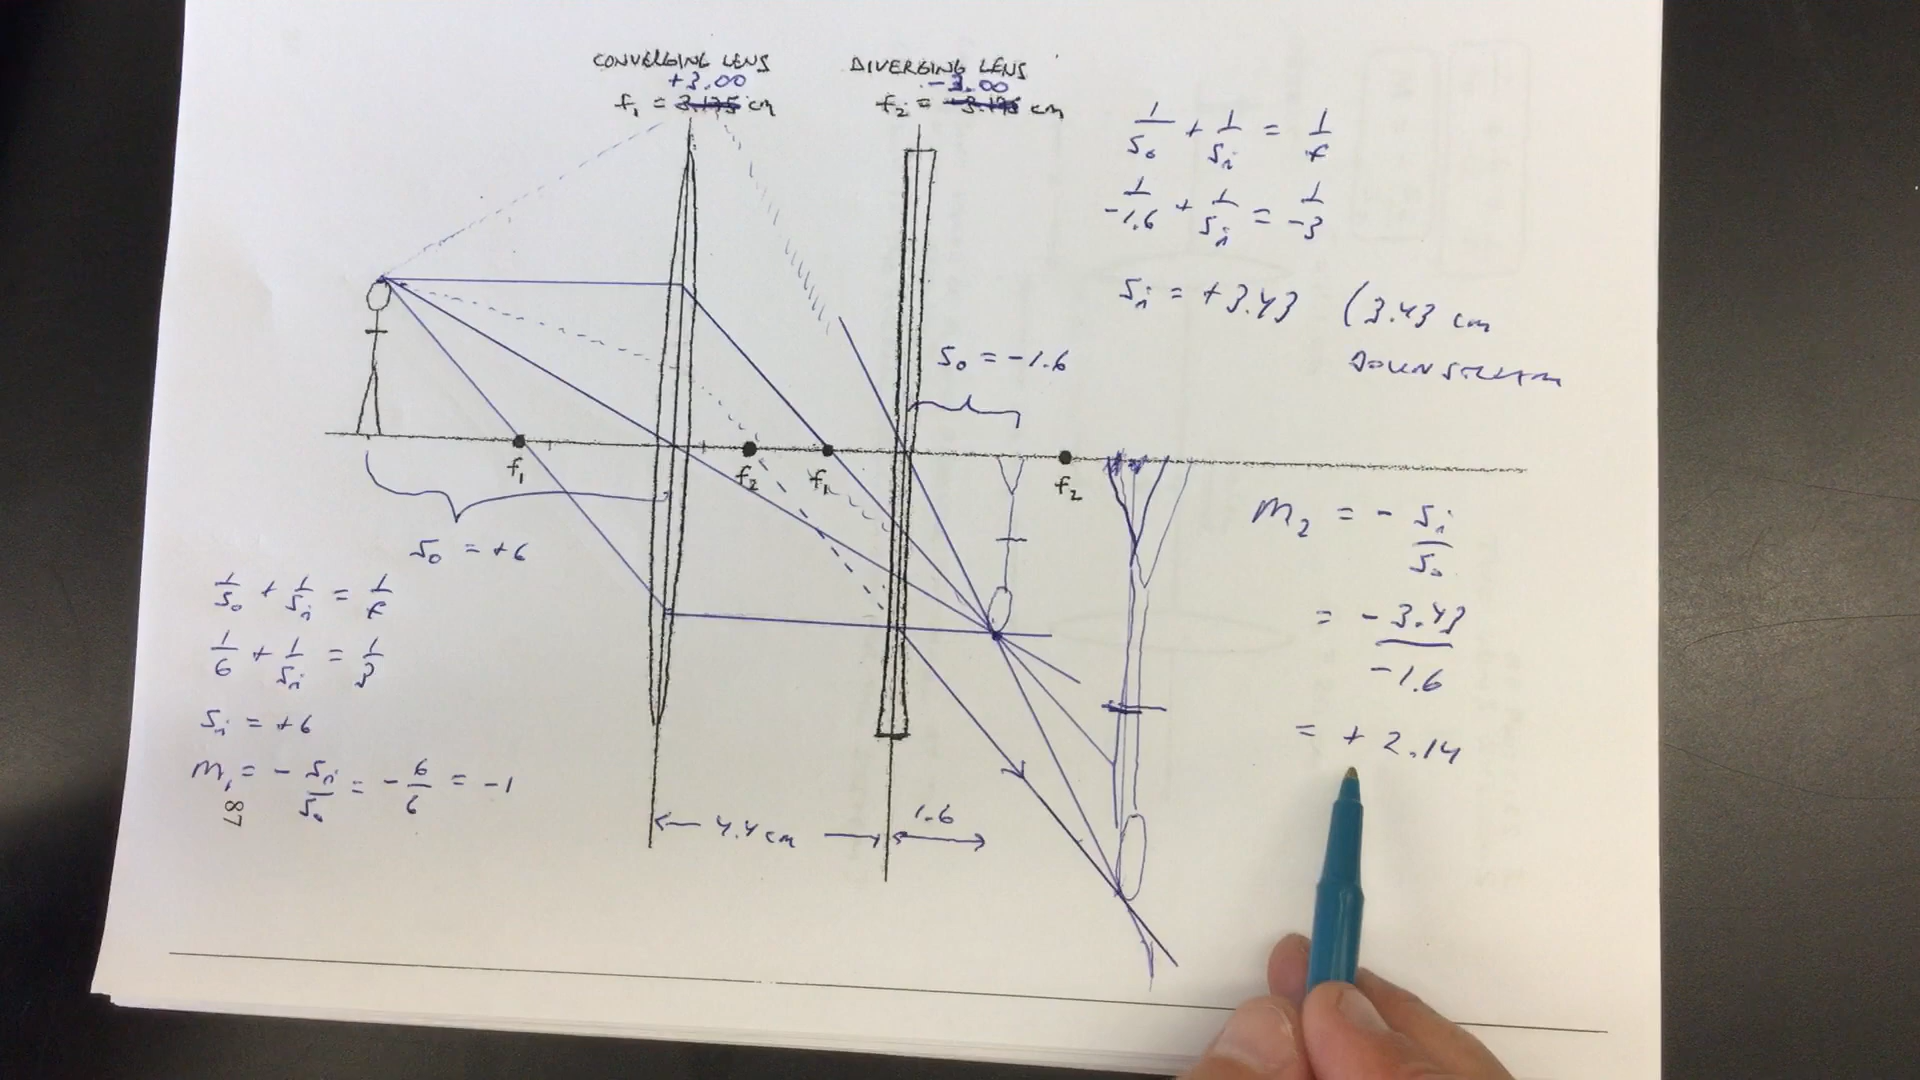 CONVERGING LENS
+3.00
f₁ = 3.175 cm
DIVERGING LENS
-3.00
f₂ = -3.175 cm
1/S₀ + 1/Sᵢ = 1/f
1/-1.6 + 1/Sᵢ = 1/-3
Sᵢ = +3.43 (3.43 cm
DOWNSTREAM
S₀ = -1.6
f₁
f₂
f₁
f₂
S₀ = +6
1/S₀ + 1/Sᵢ = 1/f
1/6 + 1/Sᵢ = 1/3
Sᵢ = +6
M₁ = - Sᵢ/S₀ = - 6/6 = -1
87
4.4 cm
1.6
M₂ = - Sᵢ/S₀
= -3.43/-1.6
= +2.14